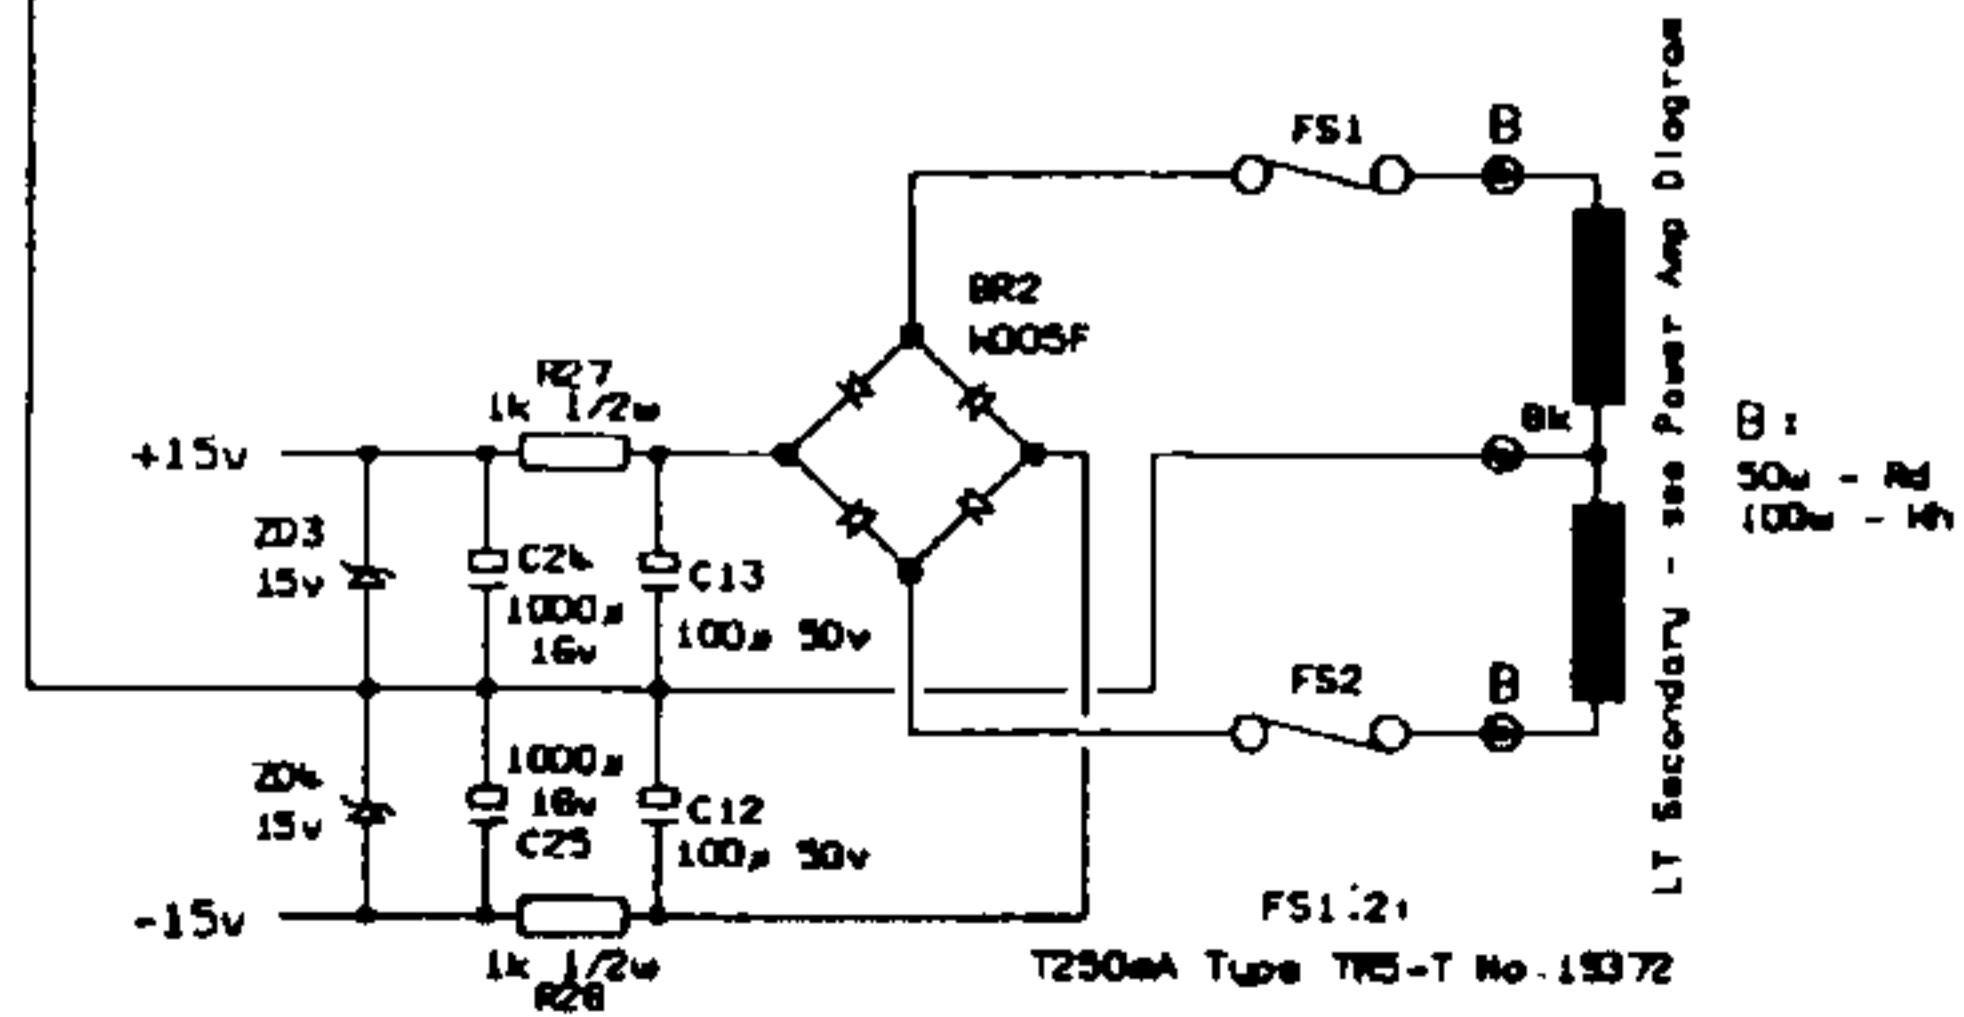 FS1
B
BR2
W005F
R27
1k 1/2w
+15v
Bk
B:
50w - Rd
100w - Wh
ZD3
15v
C24
1000µ
16v
C13
100µ 50v
FS2
B
ZD4
15v
1000µ
16v
C25
C12
100µ 50v
-15v
1k 1/2w
R28
FS1.2:
T250mA Type TR5-T No.19372
LT Secondary - see Power Amp Diagram